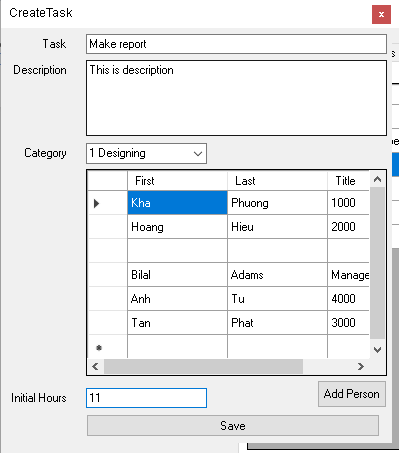 CreateTask
x
Task Make report
Description This is description
Category 1 Designing
First Last Title
Kha Phuong 1000
Hoang Hieu 2000
Bilal Adams Manage
Anh Tu 4000
Tan Phat 3000
*
Add Person
Initial Hours 11
Save